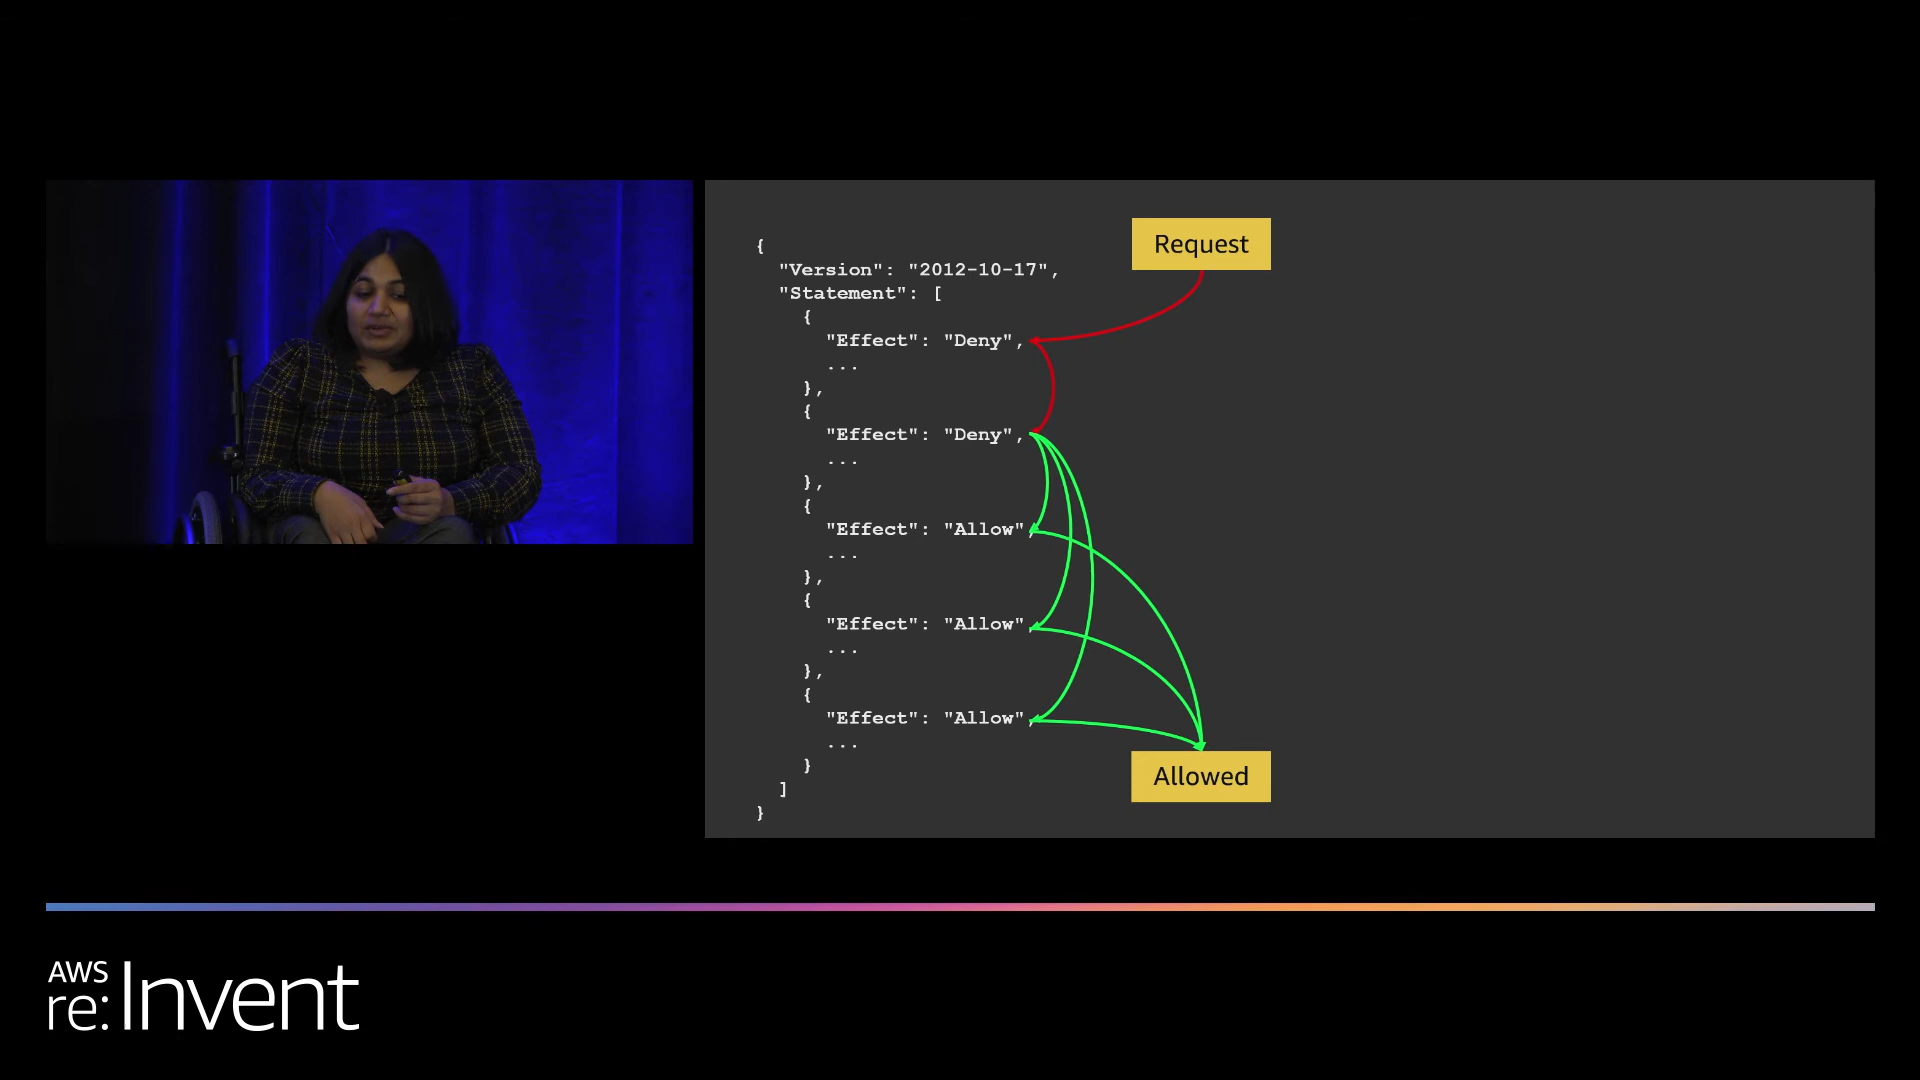 {
"Version": "2012-10-17",
"Statement": [
{
"Effect": "Deny",
...
},
{
"Effect": "Deny",
...
},
{
"Effect": "Allow",
...
},
{
"Effect": "Allow",
...
},
{
"Effect": "Allow",
...
}
]
}
Request
Allowed
AWS
re:Invent